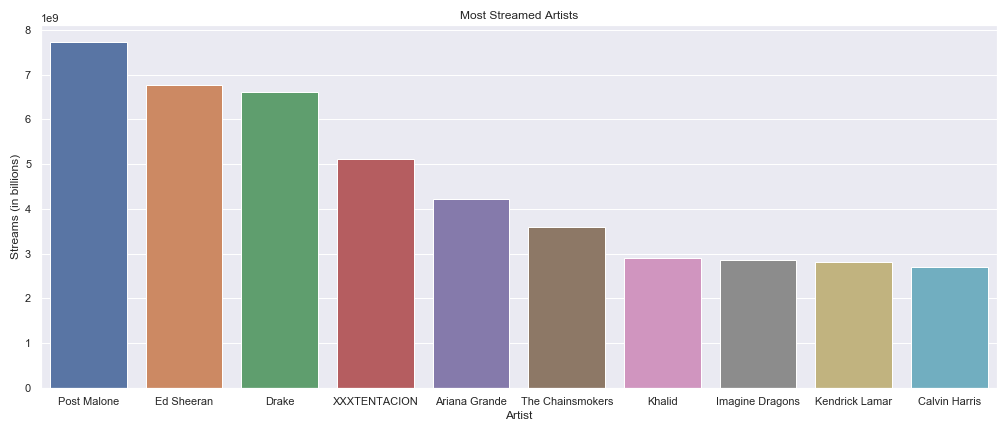 Most Streamed Artists
1e9
8
7
6
5
4
3
2
1
0
Streams (in billions)
Post Malone Ed Sheeran Drake XXXTENTACION Ariana Grande The Chainsmokers Khalid Imagine Dragons Kendrick Lamar Calvin Harris
Artist